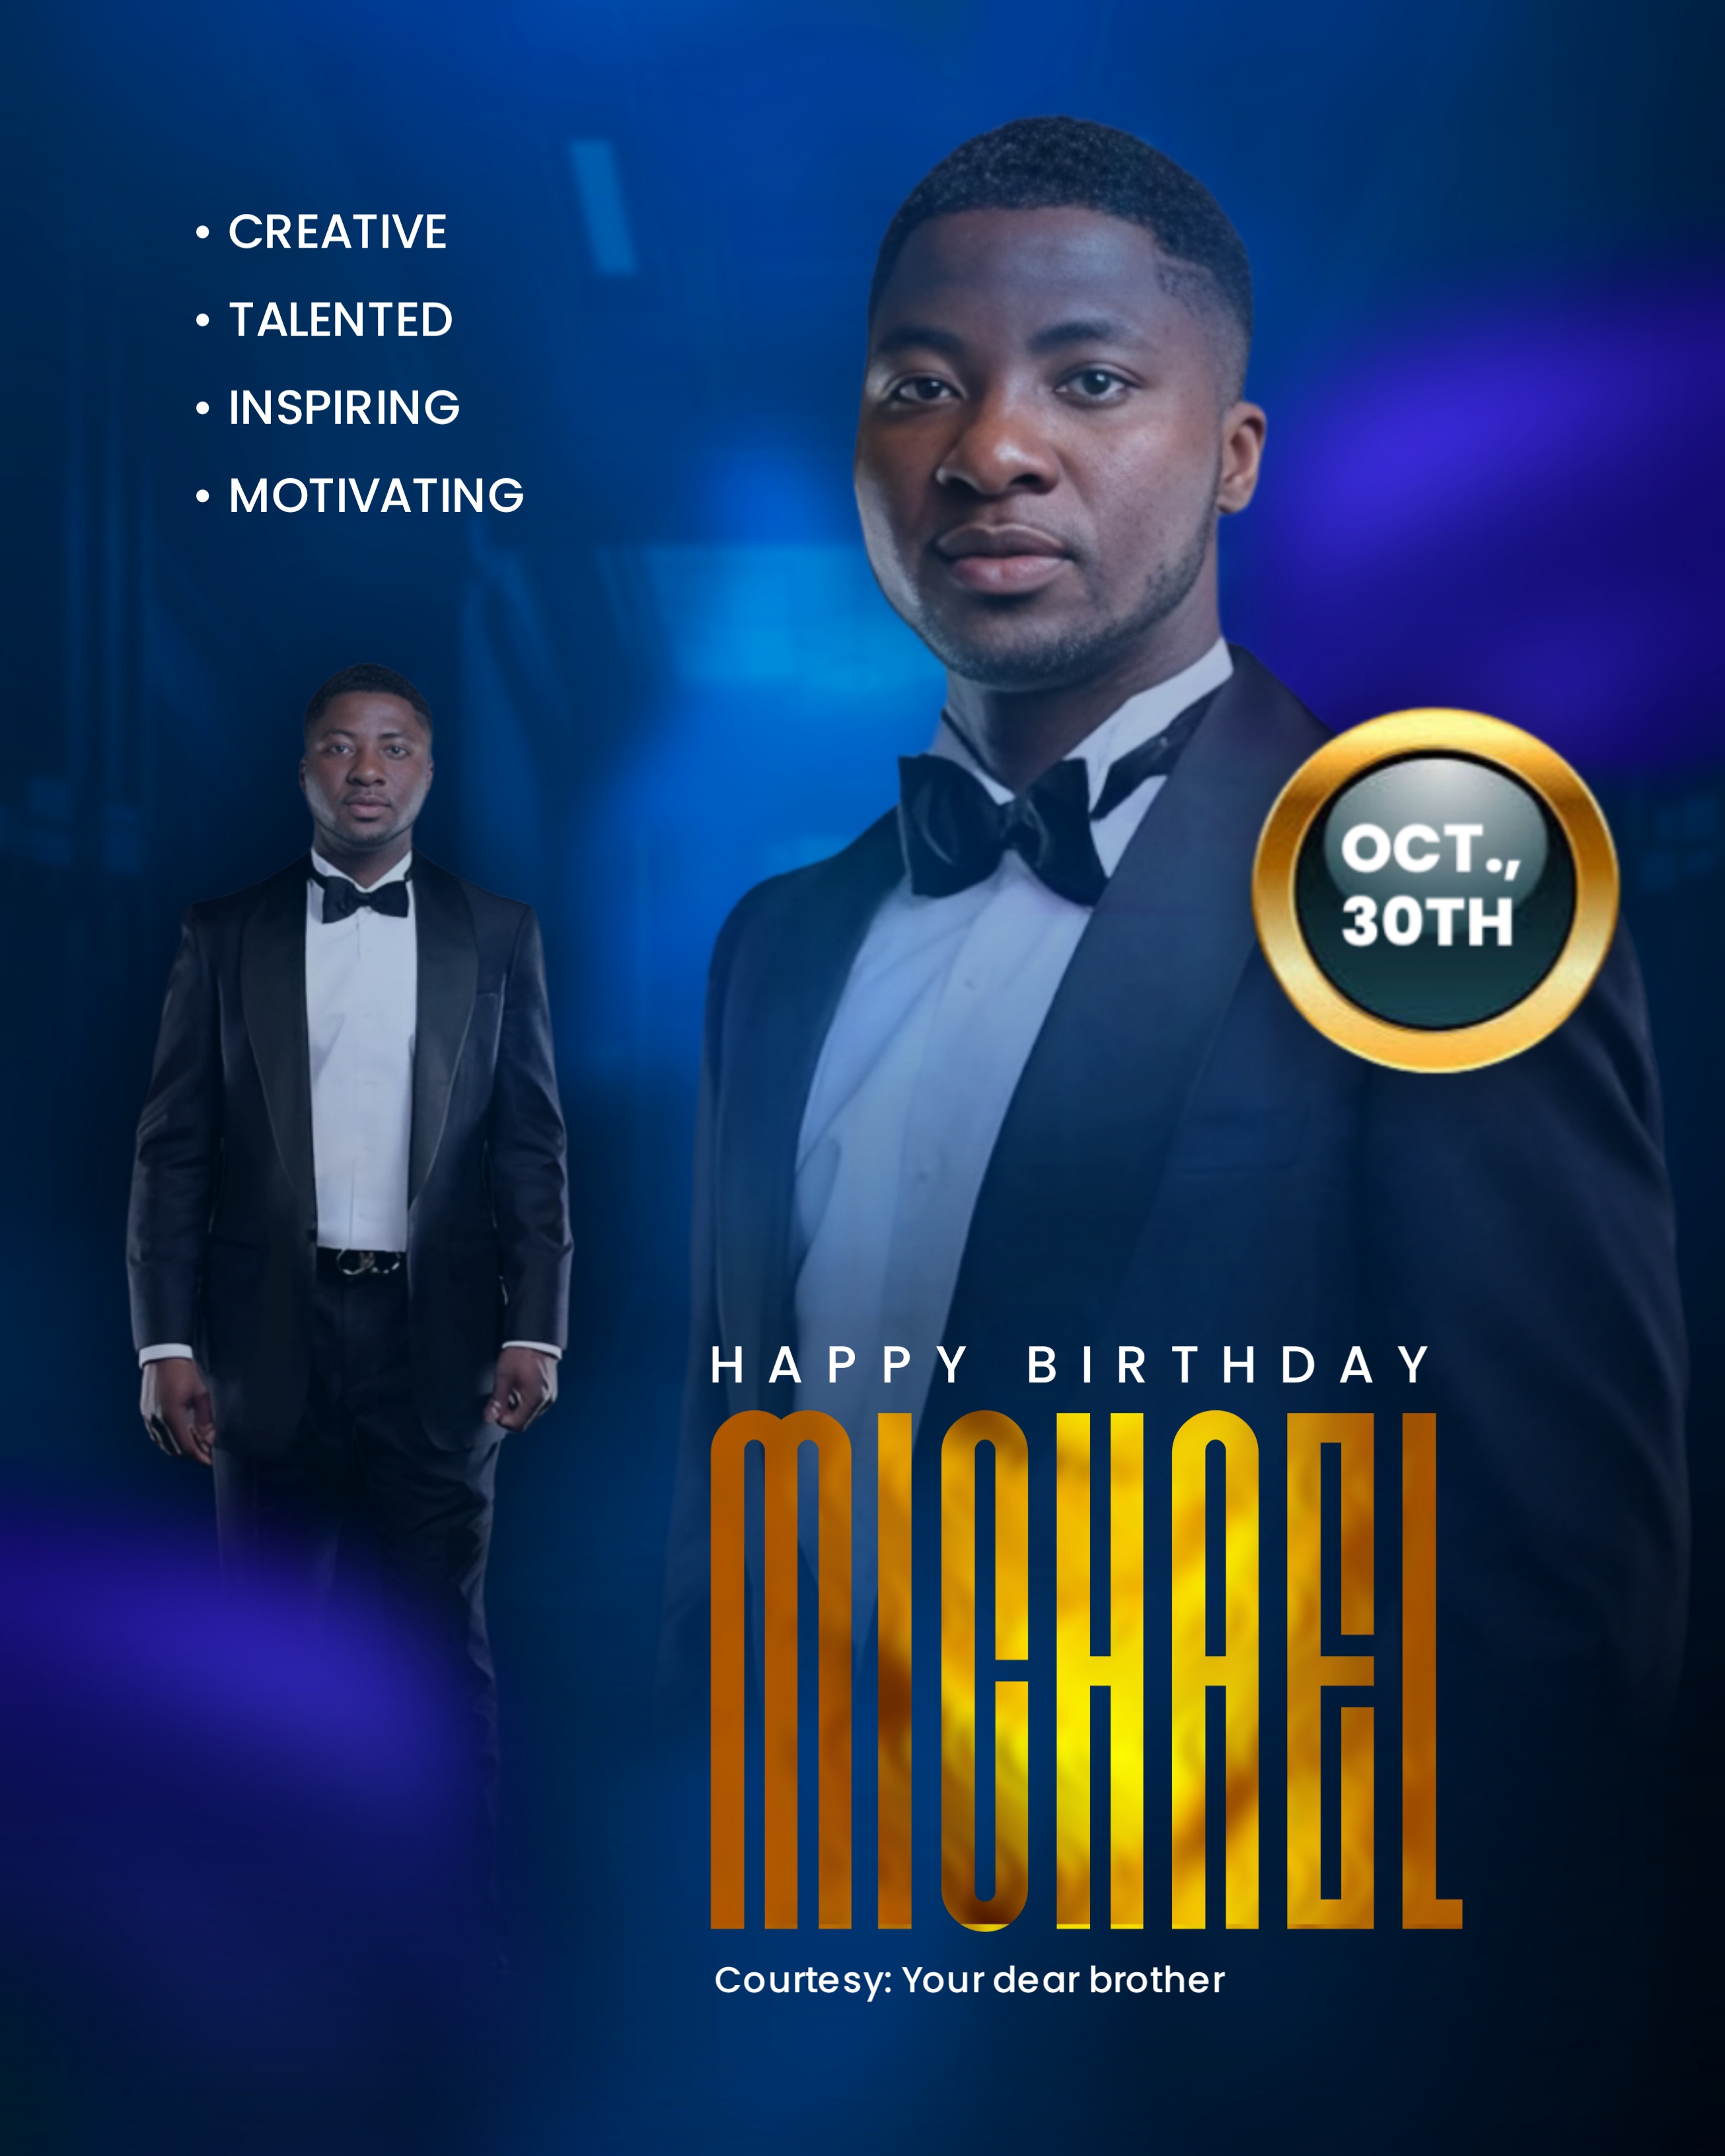 • CREATIVE
• TALENTED
• INSPIRING
• MOTIVATING
OCT.,
30TH
HAPPY BIRTHDAY
MICHAEL
Courtesy: Your dear brother